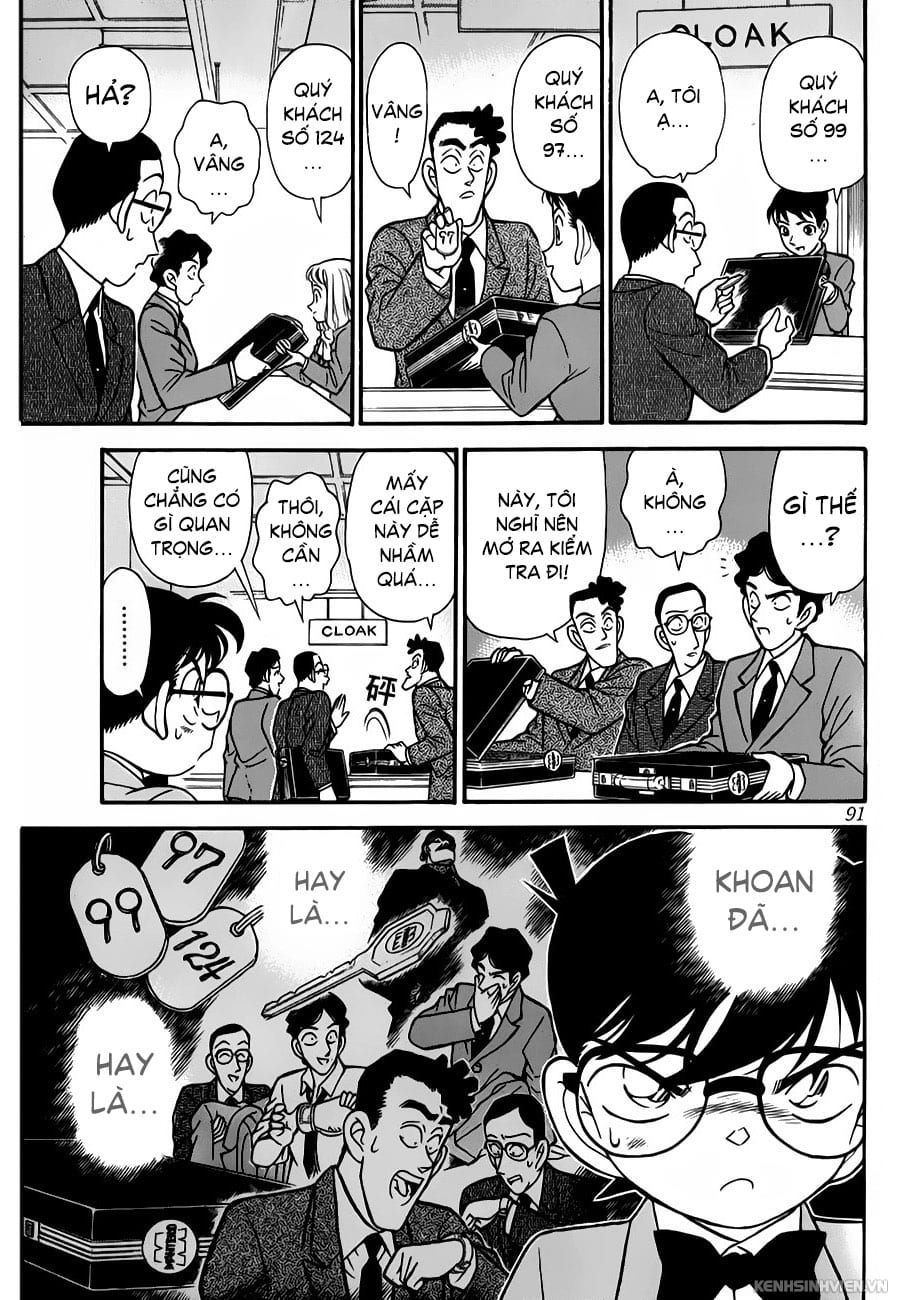 CLOAK
QUÝ
KHÁCH
SỐ 99
...
A, TÔI
Ạ...
QUÝ
KHÁCH
SỐ
97...
VÂNG
!
97
QUÝ
KHÁCH
SỐ 124
...
A,
VÂNG
...
HẢ?
GÌ THẾ
...?
À,
KHÔNG
...
NÀY, TÔI
NGHĨ NÊN
MỞ RA KIỂM
TRA ĐI!
MẤY
CÁI CẶP
NÀY DỄ
NHẦM
QUÁ...
THÔI,
KHÔNG
CẦN
...
CŨNG
CHẲNG CÓ
GÌ QUAN
TRỌNG...
CLOAK
砰
........
91
KHOAN
ĐÃ...
HAY
LÀ...
99
97
124
HAY
LÀ...
KENHSINHVIEN.VN